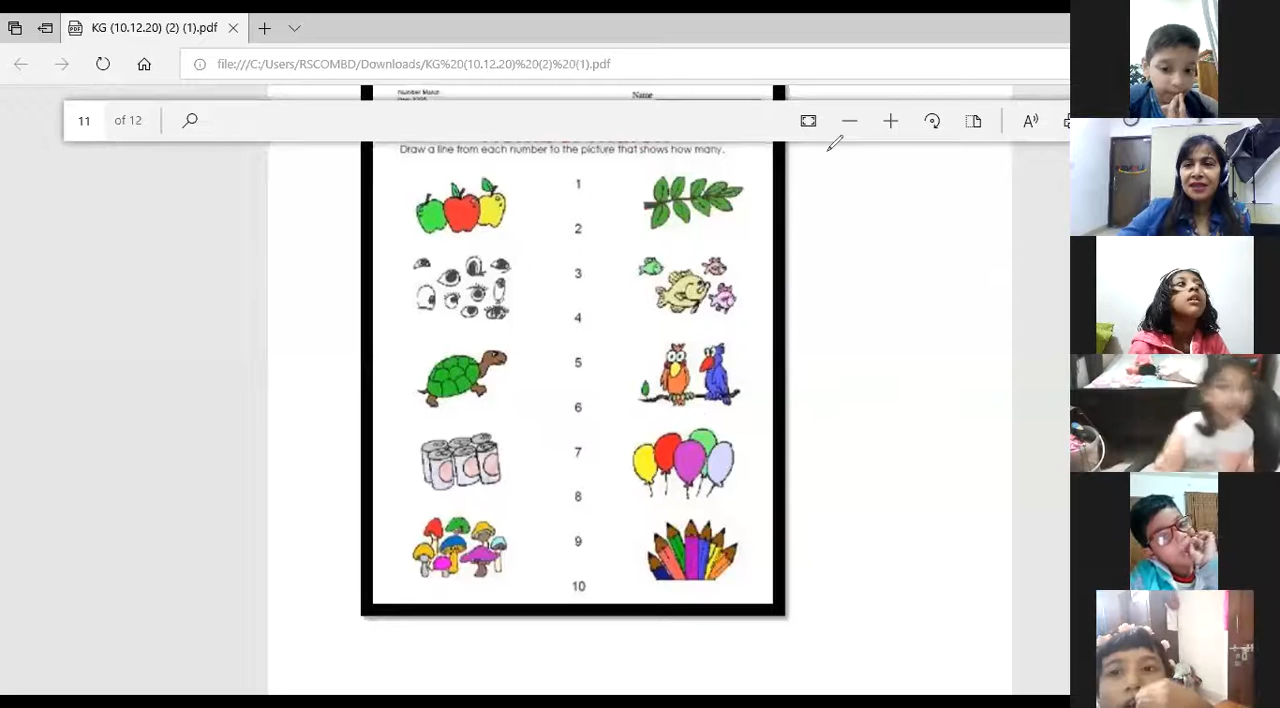 KG (10.12.20) (2) (1).pdf
file:///C:/Users/RSCOMBD/Downloads/KG%20(10.12.20)%20(2)%20(1).pdf
Number Match
Name
11 of 12
Draw a line from each number to the picture that shows how many.
1
2
3
4
5
6
7
8
9
10